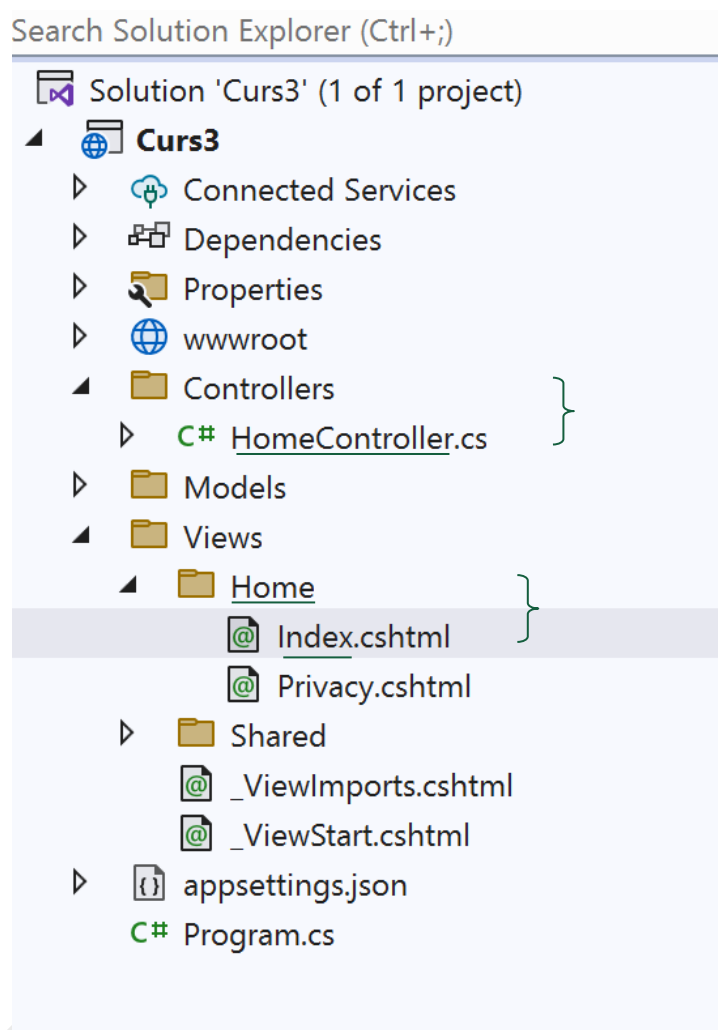 Search Solution Explorer (Ctrl+;)
Solution 'Curs3' (1 of 1 project)
Curs3
Connected Services
Dependencies
Properties
wwwroot
Controllers
C# HomeController.cs
Models
Views
Home
@ Index.cshtml
@ Privacy.cshtml
Shared
@ _ViewImports.cshtml
@ _ViewStart.cshtml
{} appsettings.json
C# Program.cs